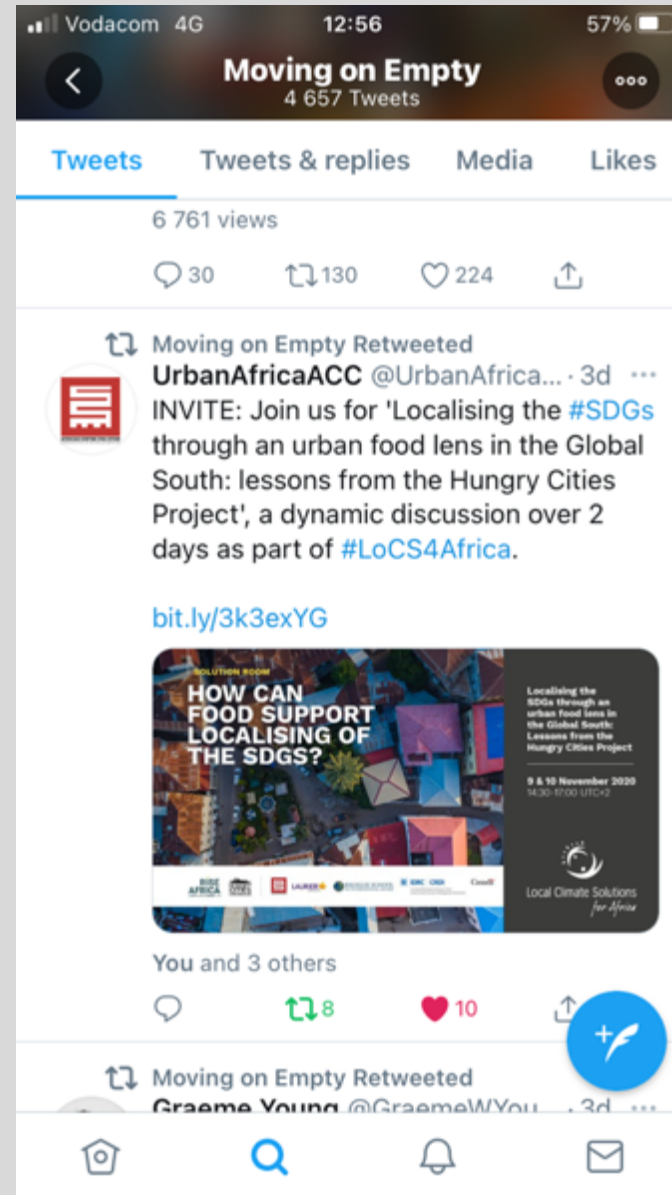 Vodacom 4G 12:56 57%
Moving on Empty
4 657 Tweets
Tweets Tweets & replies Media Likes
6 761 views
30 130 224
Moving on Empty Retweeted
UrbanAfricaACC @UrbanAfrica... · 3d
INVITE: Join us for 'Localising the #SDGs
through an urban food lens in the Global
South: lessons from the Hungry Cities
Project', a dynamic discussion over 2
days as part of #LoCS4Africa.
bit.ly/3k3exYG
SOLUTION ROOM
HOW CAN
FOOD SUPPORT
LOCALISING OF
THE SDGS?
Localising the
SDGs through an
urban food lens in
the Global South:
Lessons from the
Hungry Cities Project
9 & 10 November 2020
14:30-17:00 UTC+2
RISE
AFRICA
LAURIER
IDRC CRDI
Canada
Local Climate Solutions
for Africa
You and 3 others
8 10
Moving on Empty Retweeted
Graeme Young @GraemeWYou... · 3d